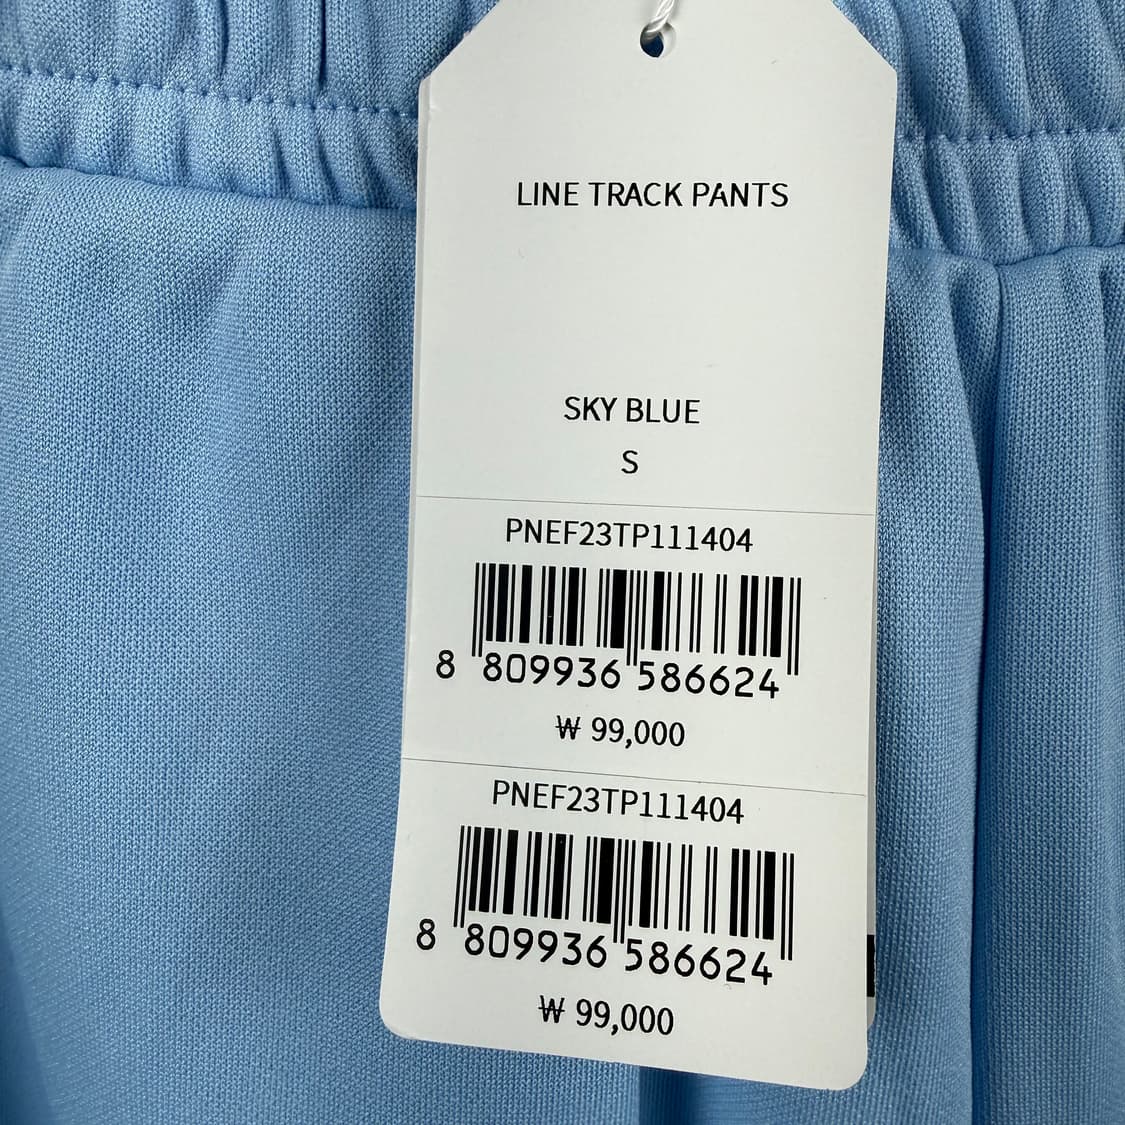 LINE TRACK PANTS
SKY BLUE
S
PNEF23TP111404
8 809936 586624
₩ 99,000
PNEF23TP111404
8 809936 586624
₩ 99,000